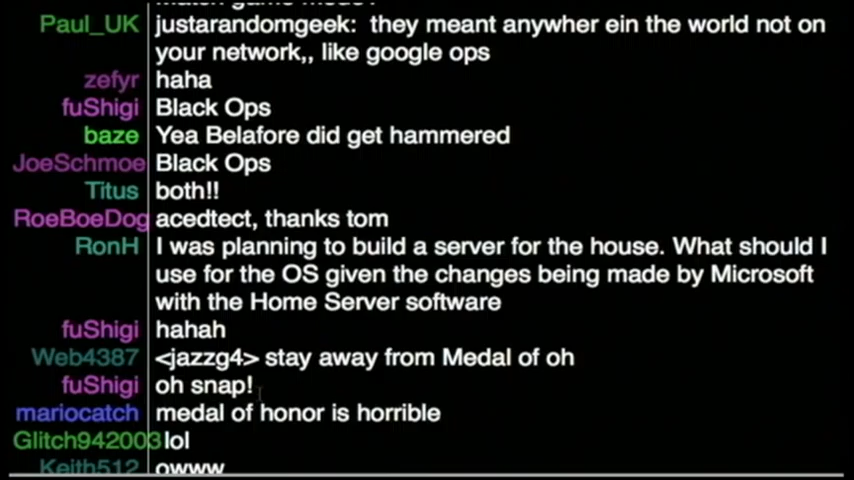 Match game mode?
Paul_UK justarandomgeek: they meant anywher ein the world not on
your network,, like google ops
zefyr haha
fuShigi Black Ops
baze Yea Belafore did get hammered
JoeSchmoe Black Ops
Titus both!!
RoeBoeDog acedtect, thanks tom
RonH I was planning to build a server for the house. What should I
use for the OS given the changes being made by Microsoft
with the Home Server software
fuShigi hahah
Web4387 <jazzg4> stay away from Medal of oh
fuShigi oh snap!
mariocatch medal of honor is horrible
Glitch942003 lol
Keith512 owww